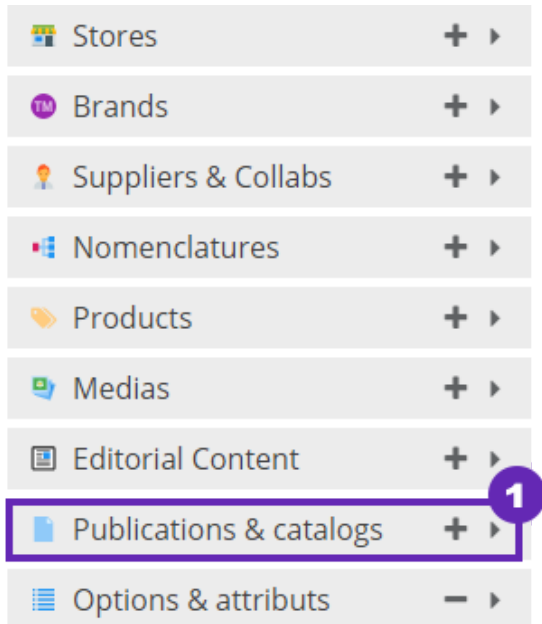 Stores
TM Brands
Suppliers & Collabs
Nomenclatures
Products
Medias
Editorial Content
1
Publications & catalogs
Options & attributs